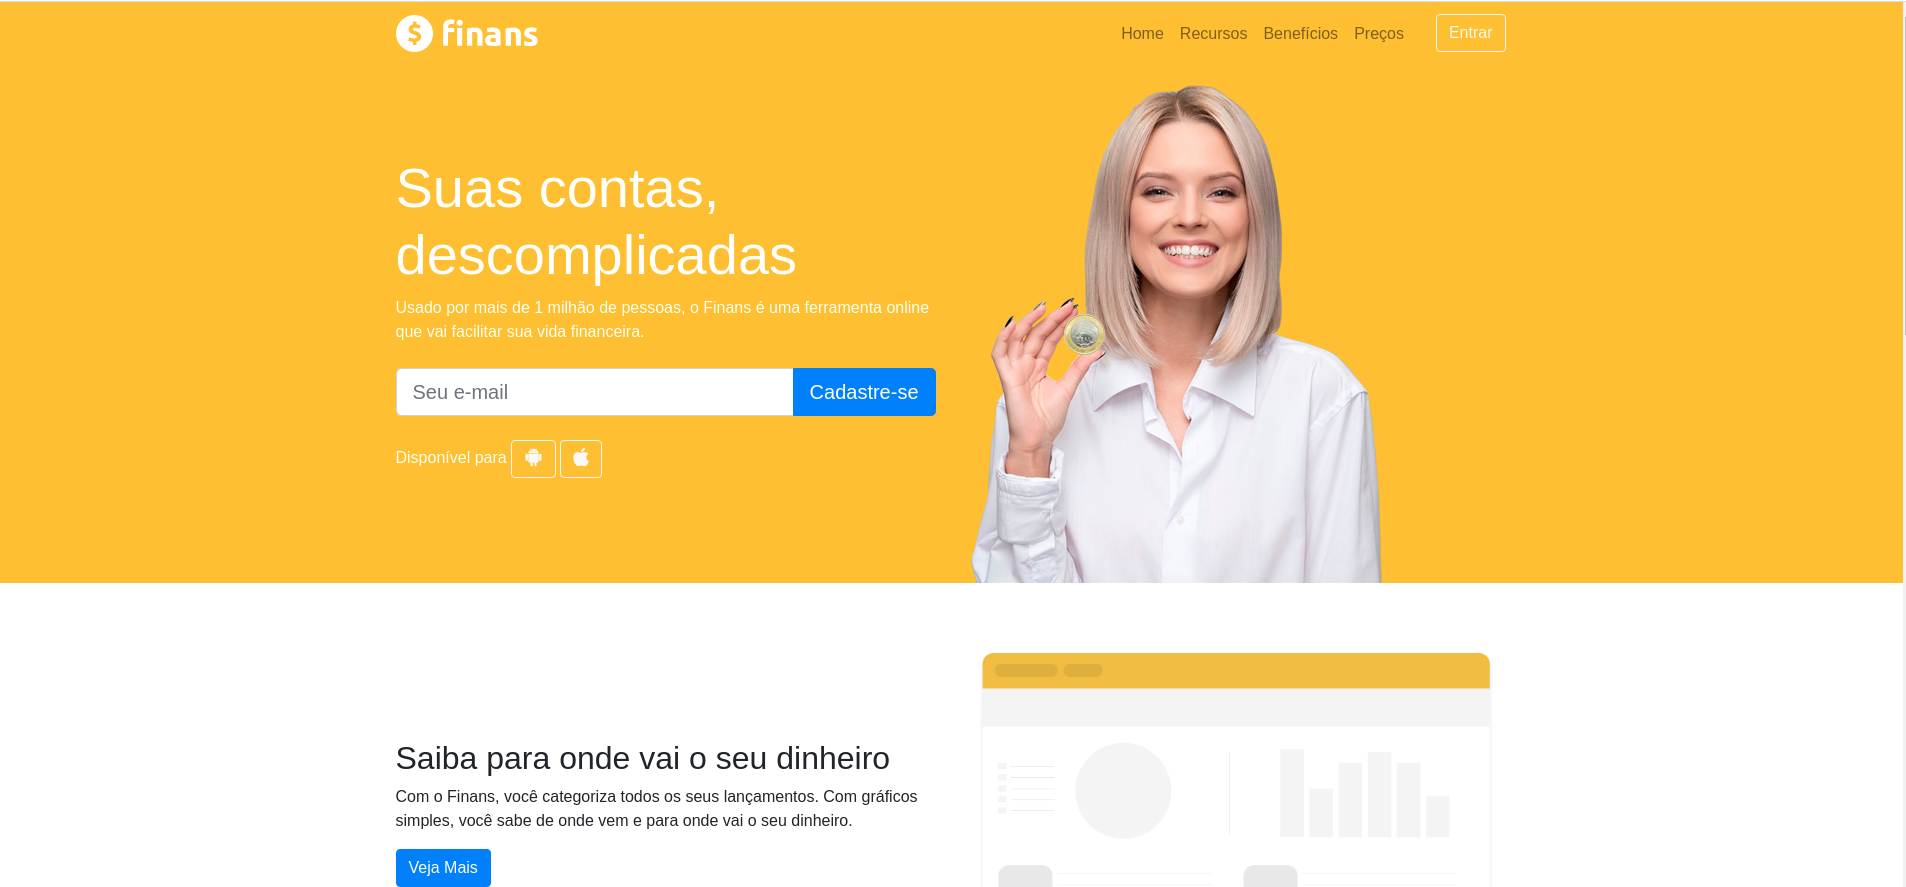 finans
Home Recursos Benefícios Preços Entrar
Suas contas,
descomplicadas
Usado por mais de 1 milhão de pessoas, o Finans é uma ferramenta online
que vai facilitar sua vida financeira.
Seu e-mail Cadastre-se
Disponível para
Saiba para onde vai o seu dinheiro
Com o Finans, você categoriza todos os seus lançamentos. Com gráficos
simples, você sabe de onde vem e para onde vai o seu dinheiro.
Veja Mais